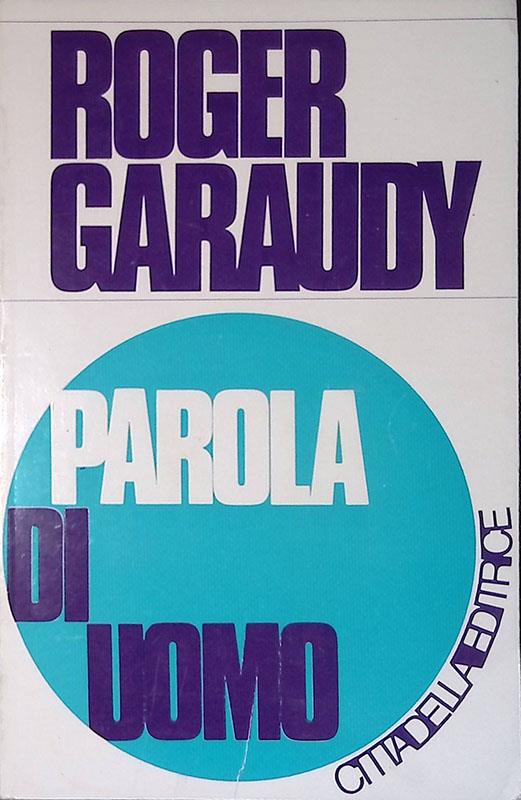 ROGER
GARAUDY
PAROLA
DI
UOMO
CITTADELLA EDITRICE